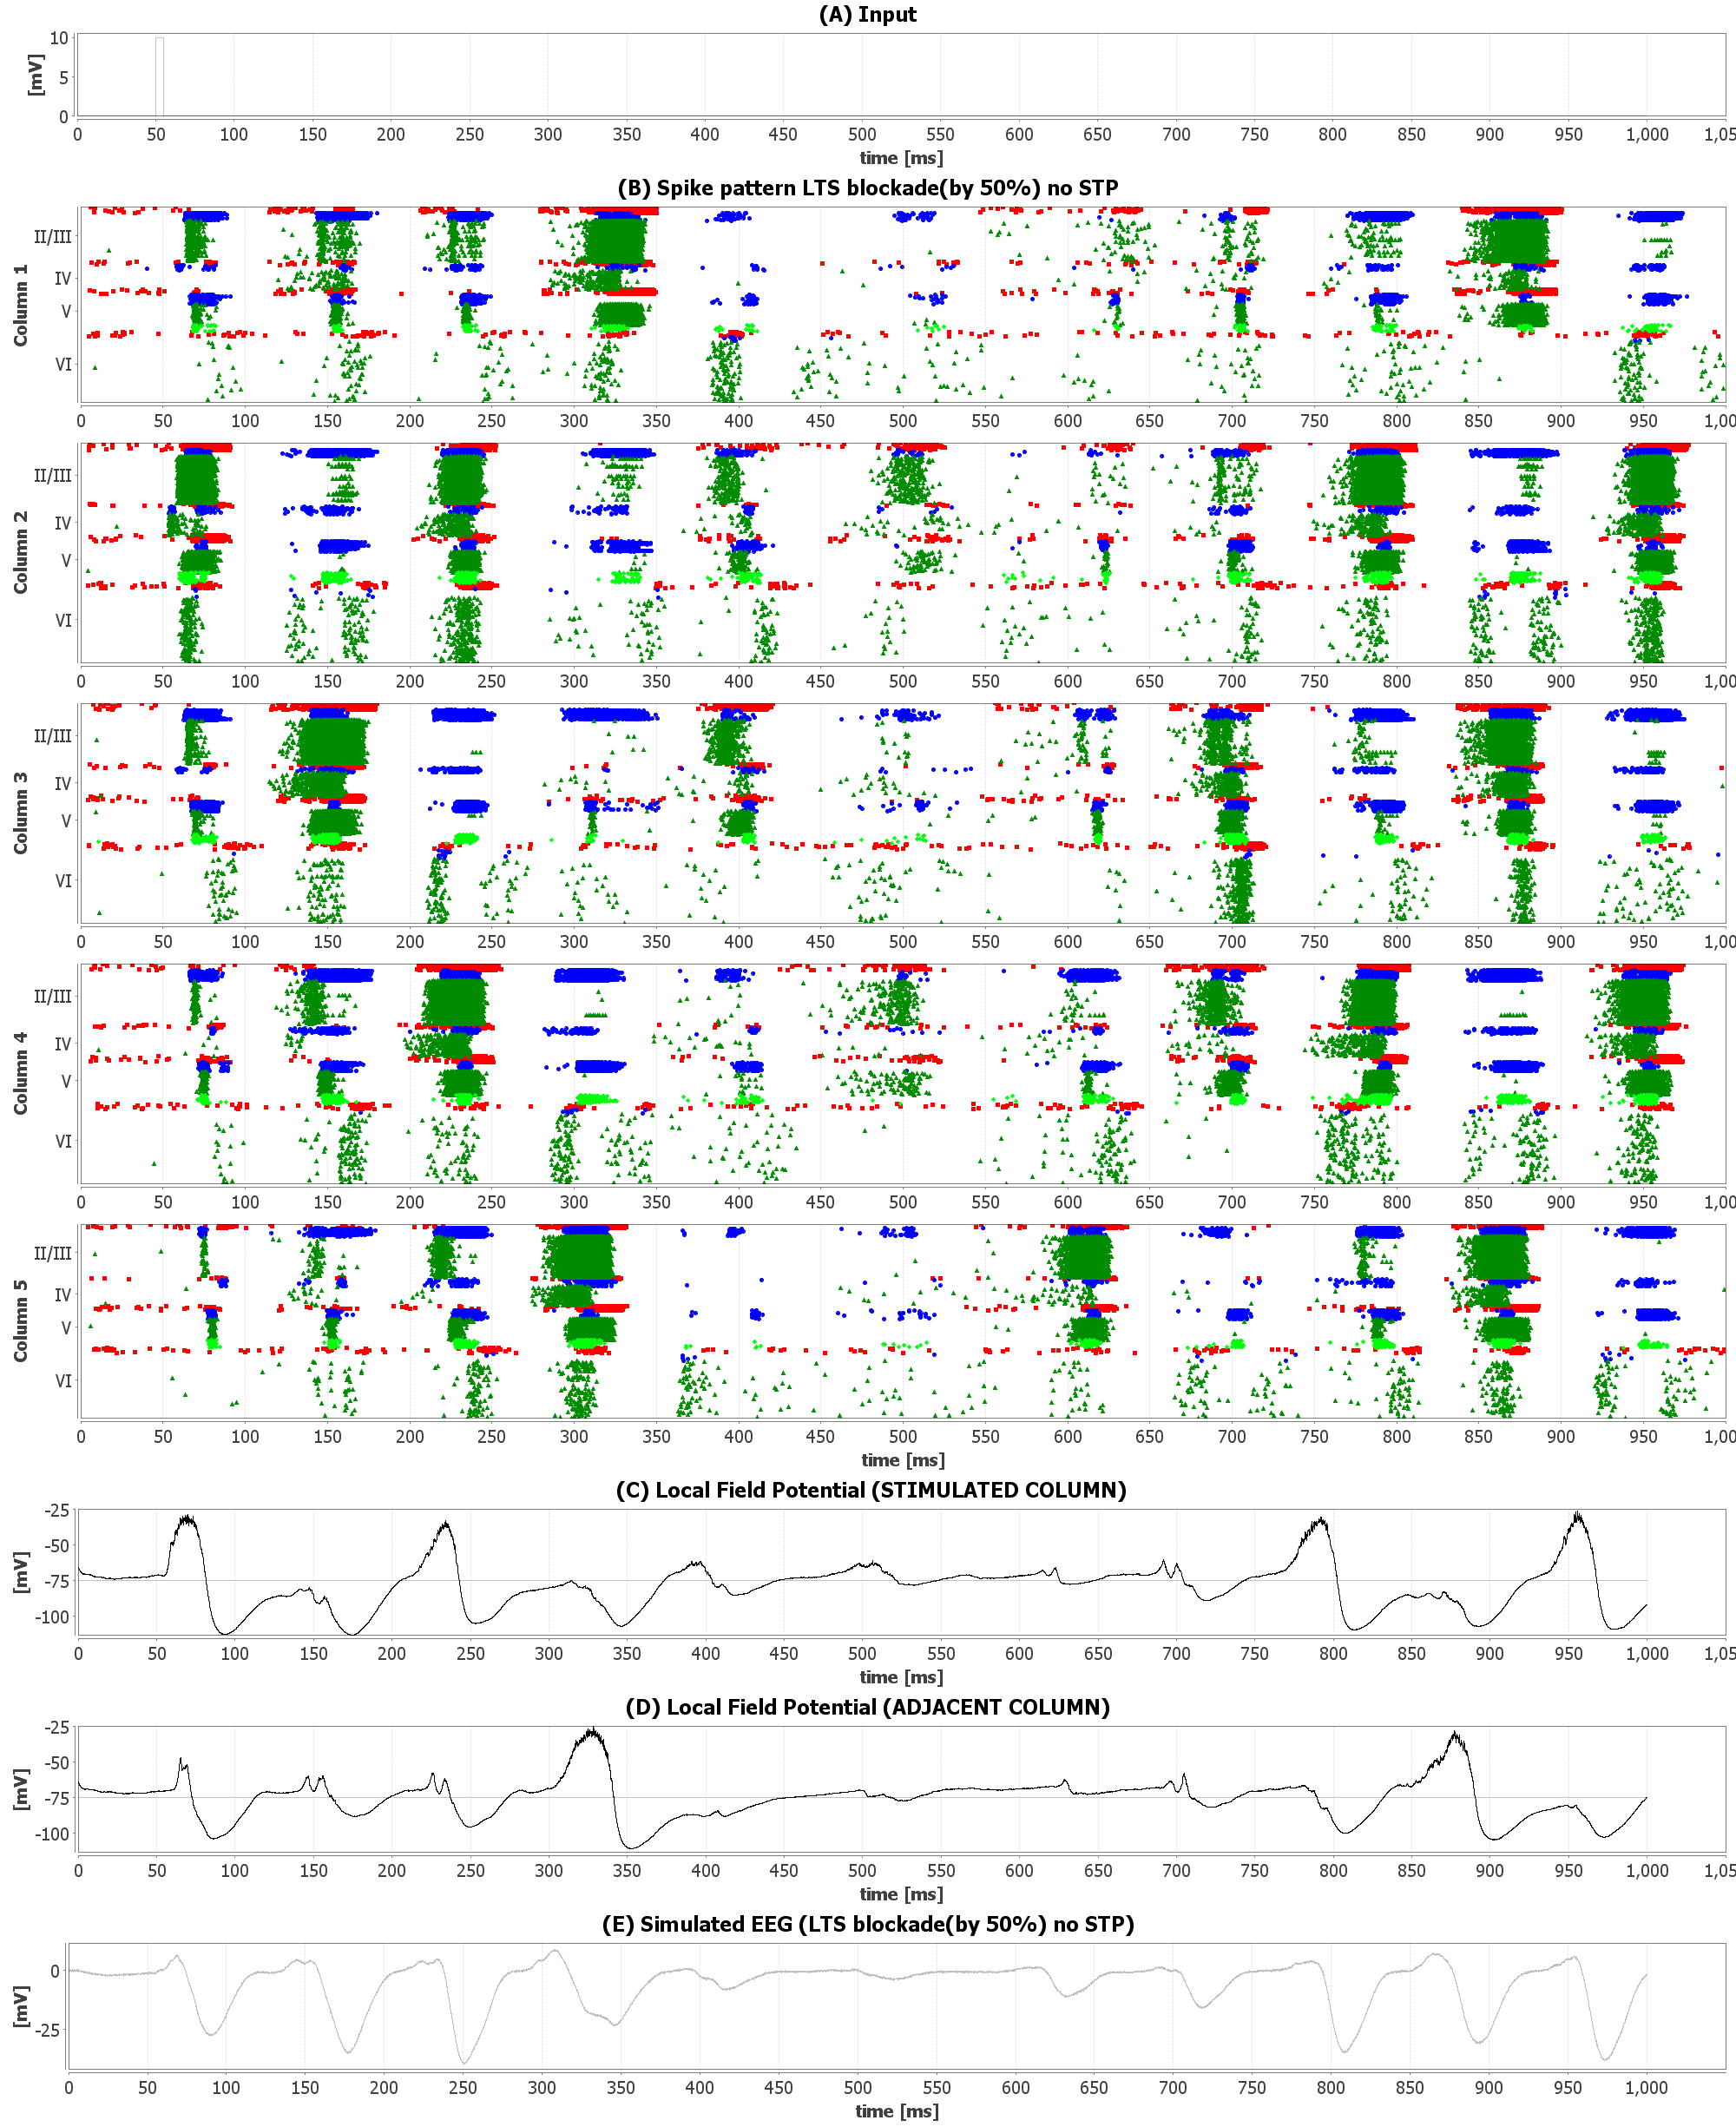 (A) Input
[mV]
10
5
0
0 50 100 150 200 250 300 350 400 450 500 550 600 650 700 750 800 850 900 950 1,000 1,05
time [ms]
(B) Spike pattern LTS blockade(by 50%) no STP
Column 1
II/III
IV
V
VI
0 50 100 150 200 250 300 350 400 450 500 550 600 650 700 750 800 850 900 950 1,0
Column 2
II/III
IV
V
VI
0 50 100 150 200 250 300 350 400 450 500 550 600 650 700 750 800 850 900 950 1,0
Column 3
II/III
IV
V
VI
0 50 100 150 200 250 300 350 400 450 500 550 600 650 700 750 800 850 900 950 1,0
Column 4
II/III
IV
V
VI
0 50 100 150 200 250 300 350 400 450 500 550 600 650 700 750 800 850 900 950 1,0
Column 5
II/III
IV
V
VI
0 50 100 150 200 250 300 350 400 450 500 550 600 650 700 750 800 850 900 950 1,0
time [ms]
(C) Local Field Potential (STIMULATED COLUMN)
[mV]
-25
-50
-75
-100
0 50 100 150 200 250 300 350 400 450 500 550 600 650 700 750 800 850 900 950 1,000 1,05
time [ms]
(D) Local Field Potential (ADJACENT COLUMN)
[mV]
-25
-50
-75
-100
0 50 100 150 200 250 300 350 400 450 500 550 600 650 700 750 800 850 900 950 1,000 1,05
time [ms]
(E) Simulated EEG (LTS blockade(by 50%) no STP)
[mV]
0
-25
0 50 100 150 200 250 300 350 400 450 500 550 600 650 700 750 800 850 900 950 1,000
time [ms]